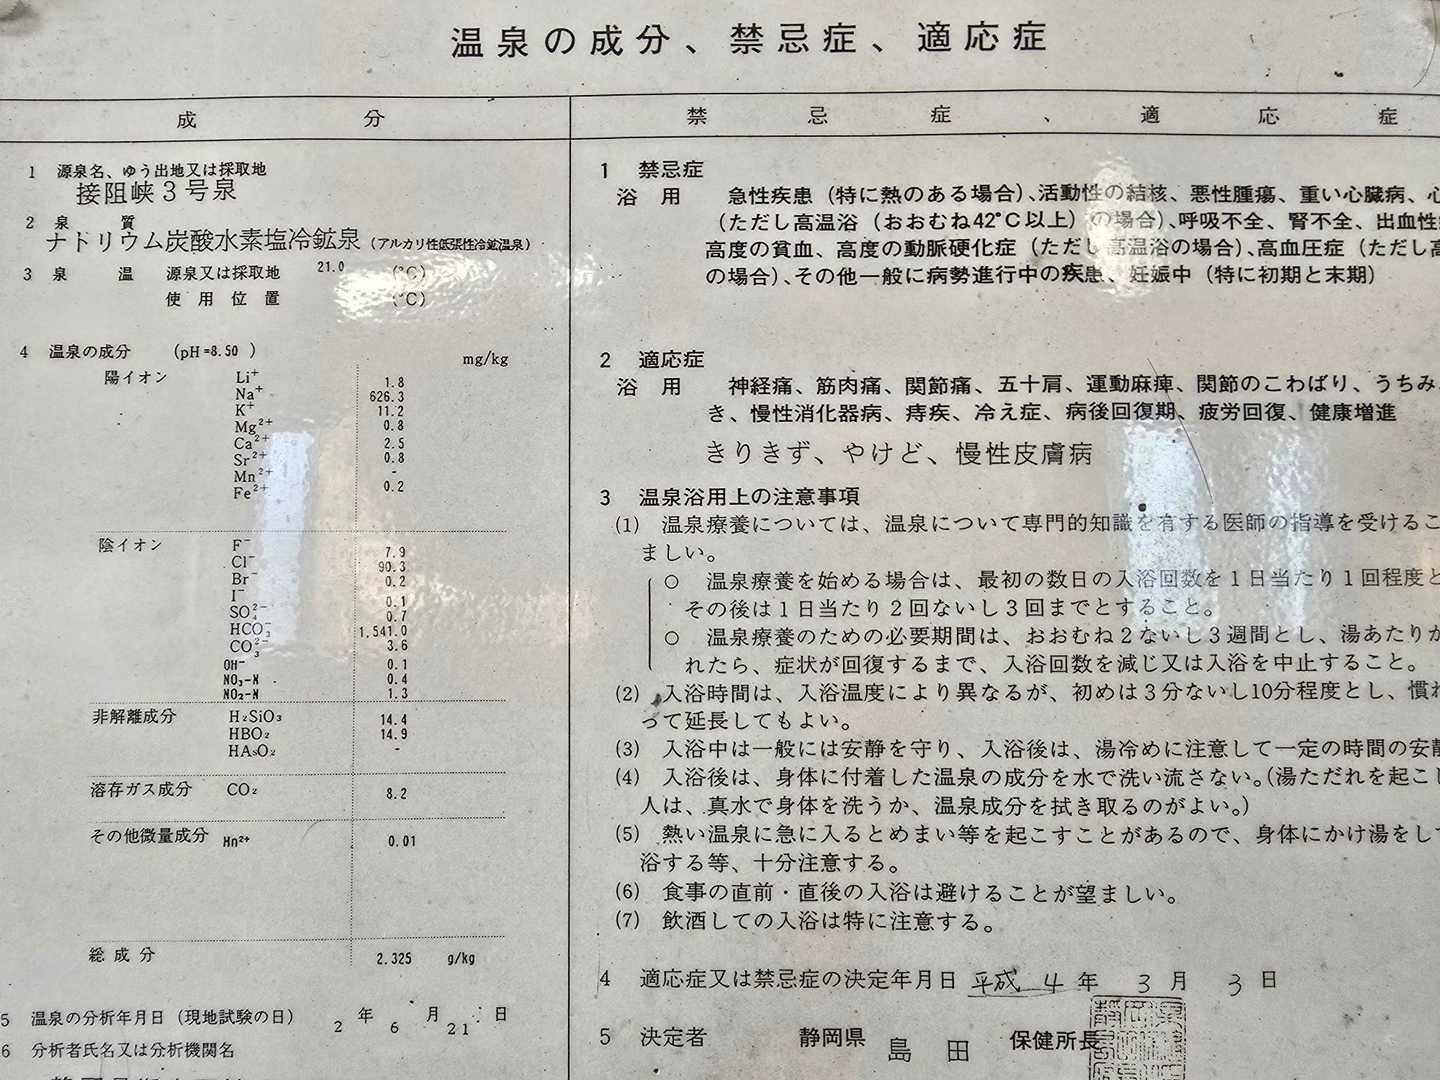 温泉の成分、禁忌症、適応症
成分
1 源泉名、ゆう出地又は採取地
接阻峡3号泉
2 泉質
ナトリウム炭酸水素塩冷鉱泉(アルカリ性低張性冷鉱温泉)
3 泉温 源泉又は採取地 21.0 (℃)
使用位置 (℃)
4 温泉の成分 (pH=8.50 ) mg/kg
陽イオン Li⁺ 1.8
Na⁺ 626.3
K⁺ 11.2
Mg²⁺ 0.8
Ca²⁺ 2.5
Sr²⁺ 0.8
Mn²⁺ -
Fe²⁺ 0.2
陰イオン F⁻ 7.9
Cl⁻ 90.3
Br⁻ 0.2
I⁻ 0.1
SO₄²⁻ 0.7
HCO₃⁻ 1,541.0
CO₃²⁻ 3.6
OH⁻ 0.1
NO₃-N 0.4
NO₂-N 1.3
非解離成分 H₂SiO₃ 14.4
HBO₂ 14.9
HAsO₂ -
溶存ガス成分 CO₂ 8.2
その他微量成分 Mn²⁺ 0.01
総成分 2.325 g/kg
5 温泉の分析年月日(現地試験の日) 2年6月21日
6 分析者氏名又は分析機関名
禁忌症、適応症
1 禁忌症
浴用 急性疾患(特に熱のある場合)、活動性の結核、悪性腫瘍、重い心臓病、
(ただし高温浴(おおむね42°C以上)の場合)、呼吸不全、腎不全、出血性
高度の貧血、高度の動脈硬化症(ただし高温浴の場合)、高血圧症(ただし高
の場合)、その他一般に病勢進行中の疾患、妊娠中(特に初期と末期)
2 適応症
浴用 神経痛、筋肉痛、関節痛、五十肩、運動麻痺、関節のこわばり、うちみ、
き、慢性消化器病、痔疾、冷え症、病後回復期、疲労回復、健康増進
きりきず、やけど、慢性皮膚病
3 温泉浴用上の注意事項
(1) 温泉療養については、温泉について専門的知識を有する医師の指導を受けるこ
ましい。
○ 温泉療養を始める場合は、最初の数日の入浴回数を1日当たり1回程度と
その後は1日当たり2回ないし3回までとすること。
○ 温泉療養のための必要期間は、おおむね2ないし3週間とし、湯あたりが
れたら、症状が回復するまで、入浴回数を減じ又は入浴を中止すること。
(2) 入浴時間は、入浴温度により異なるが、初めは3分ないし10分程度とし、慣れ
って延長してもよい。
(3) 入浴中は一般には安静を守り、入浴後は、湯冷めに注意して一定の時間の安静
(4) 入浴後は、身体に付着した温泉の成分を水で洗い流さない。(湯ただれを起こし
人は、真水で身体を洗うか、温泉成分を拭き取るのがよい。)
(5) 熱い温泉に急に入るとめまい等を起こすことがあるので、身体にかけ湯をして
浴する等、十分注意する。
(6) 食事の直前・直後の入浴は避けることが望ましい。
(7) 飲酒しての入浴は特に注意する。
4 適応症又は禁忌症の決定年月日 平成4年3月3日
5 決定者 静岡県 島田 保健所長